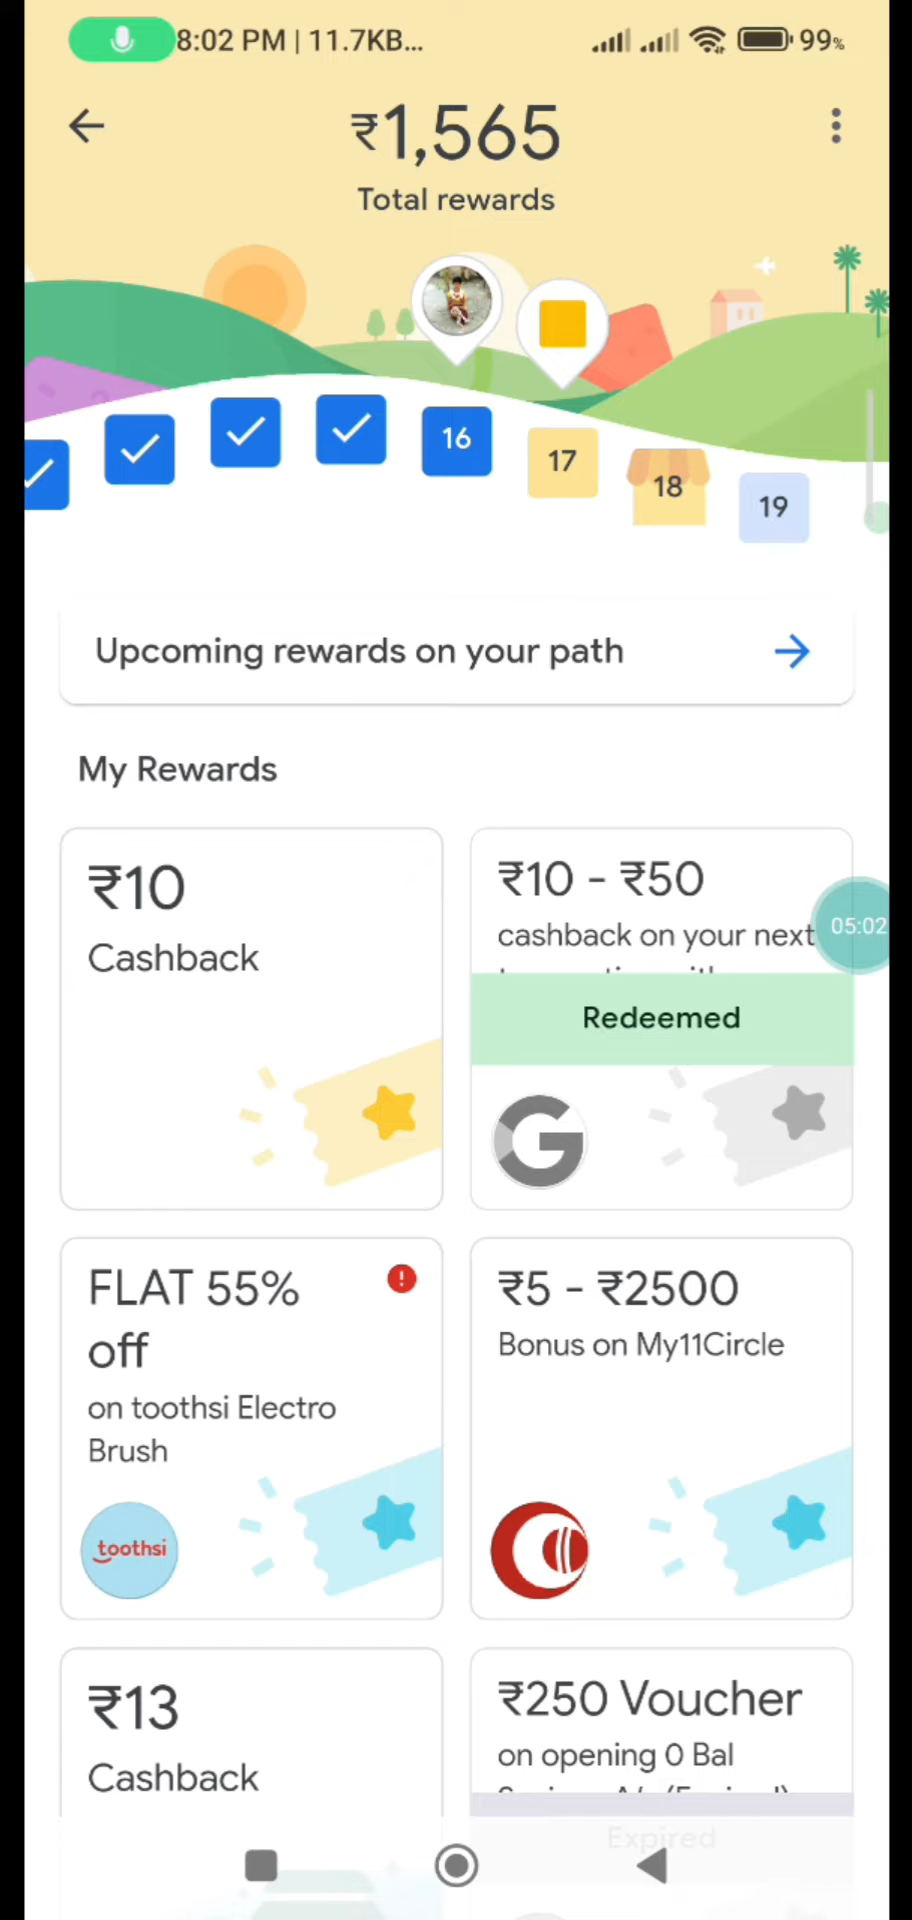 8:02 PM | 11.7KB...
99%
₹1,565
Total rewards
16
17
18
19
Upcoming rewards on your path
My Rewards
₹10
Cashback
₹10 - ₹50
cashback on your next
05:02
Redeemed
FLAT 55%
off
on toothsi Electro
Brush
toothsi
₹5 - ₹2500
Bonus on My11Circle
₹13
Cashback
₹250 Voucher
on opening 0 Bal
Expired